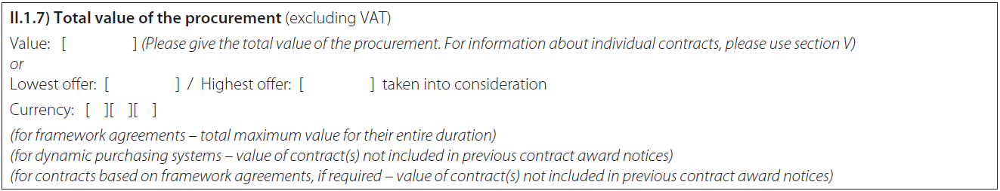 II.1.7) Total value of the procurement (excluding VAT)
Value: [ ] (Please give the total value of the procurement. For information about individual contracts, please use section V)
or
Lowest offer: [ ] / Highest offer: [ ] taken into consideration
Currency: [ ][ ][ ]
(for framework agreements – total maximum value for their entire duration)
(for dynamic purchasing systems – value of contract(s) not included in previous contract award notices)
(for contracts based on framework agreements, if required – value of contract(s) not included in previous contract award notices)